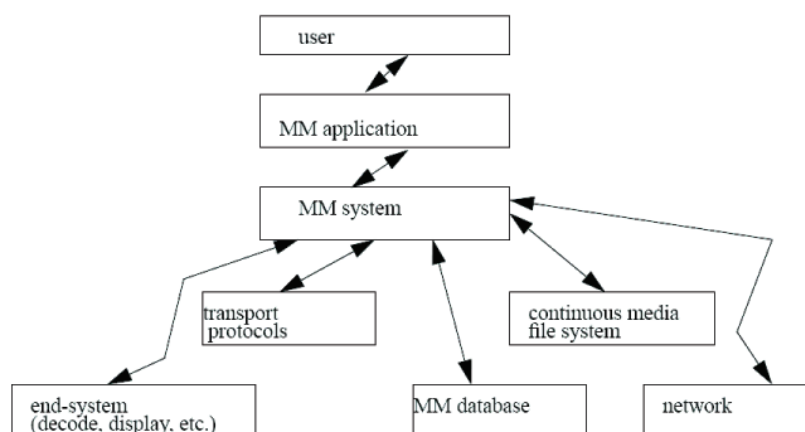 user
MM application
MM system
transport
protocols
continuous media
file system
end-system
(decode, display, etc.)
MM database
network